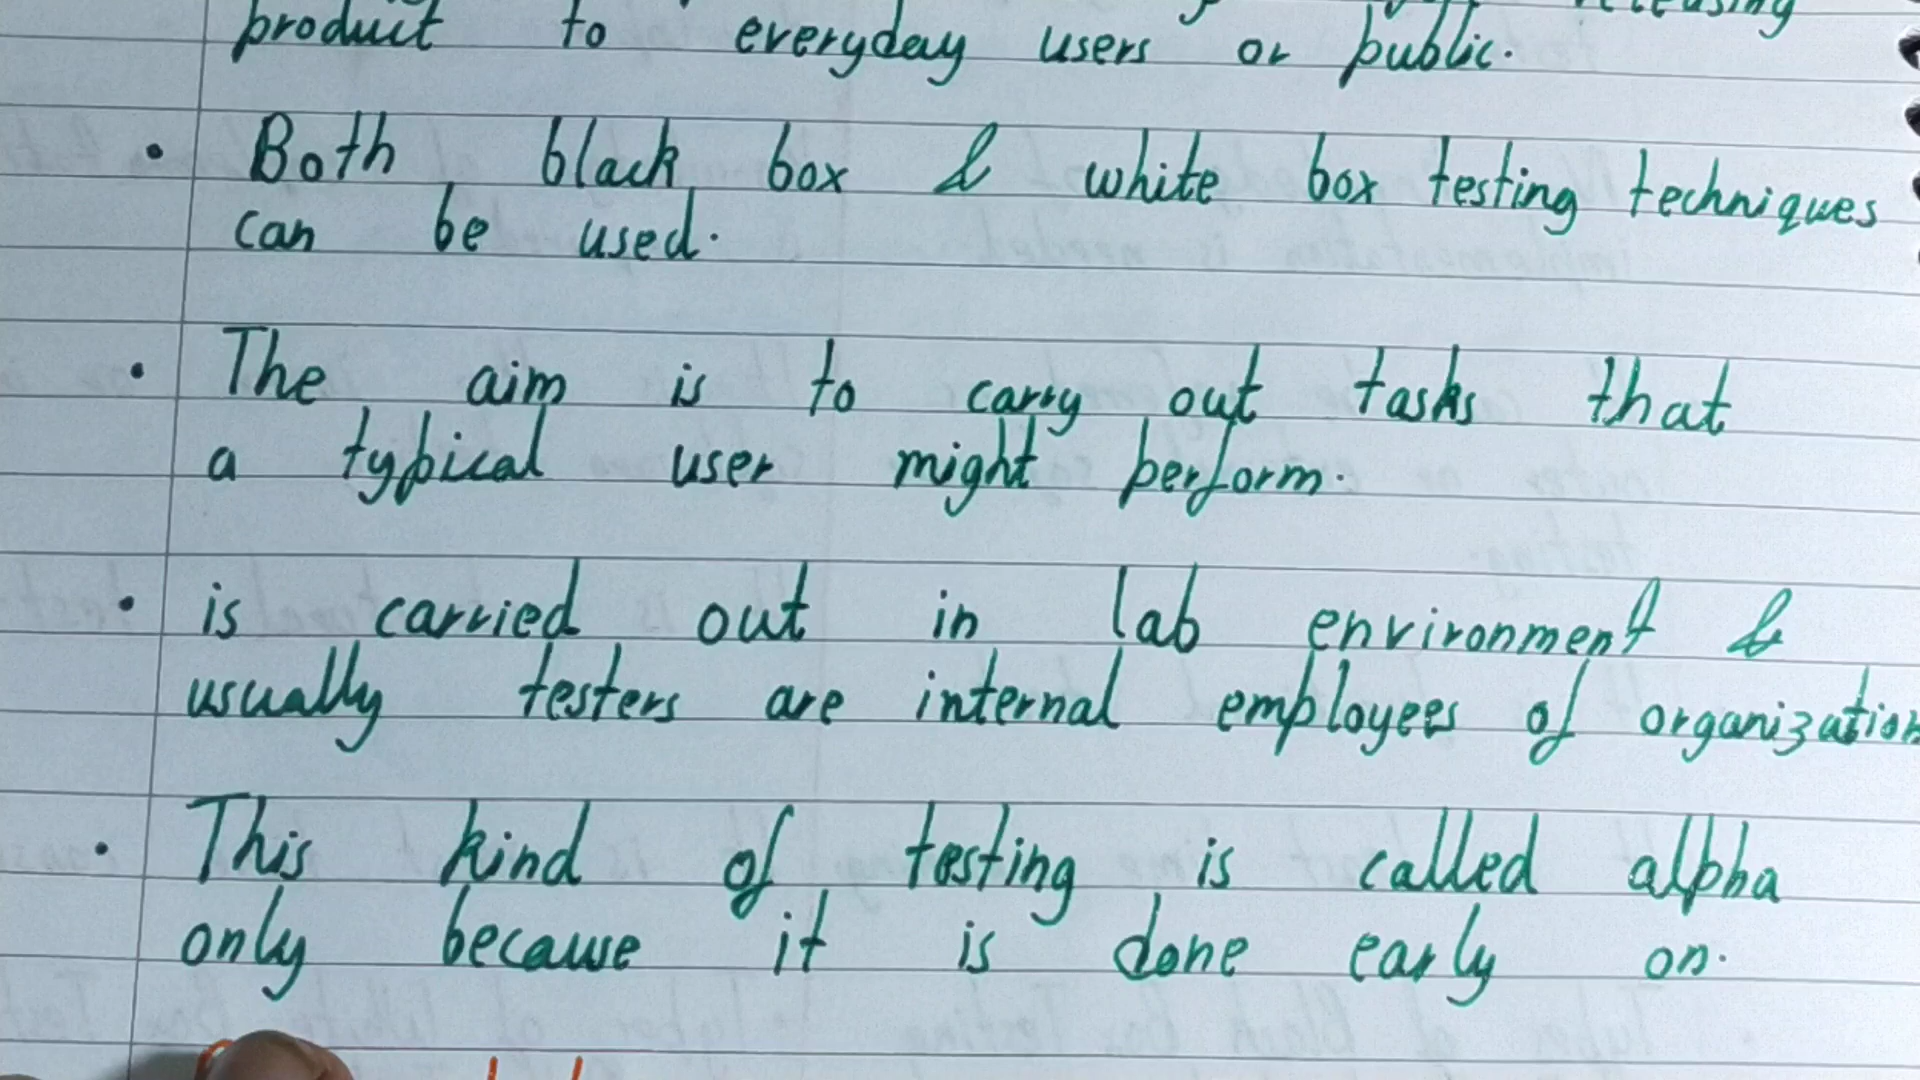 releasing
product to everyday users or public.
• Both black box & white box testing techniques
can be used.
• The aim is to carry out tasks that
a typical user might perform.
• is carried out in lab environment &
usually testers are internal employees of organization
• This kind of testing is called alpha
only because it is done early on.